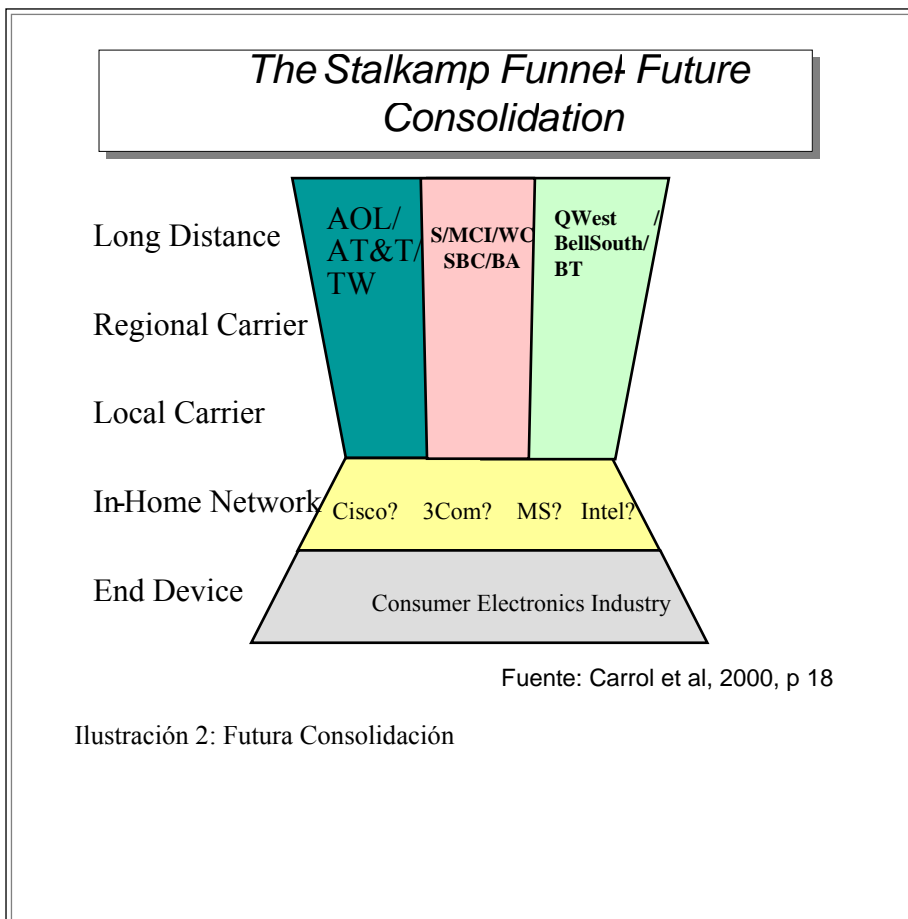 The Stalkamp Funnel- Future
Consolidation
Long Distance
AOL/
AT&T/
TW
S/MCI/WC
SBC/BA
QWest /
BellSouth/
BT
Regional Carrier
Local Carrier
In-Home Network
Cisco? 3Com? MS? Intel?
End Device
Consumer Electronics Industry
Fuente: Carrol et al, 2000, p 18
Ilustración 2: Futura Consolidación